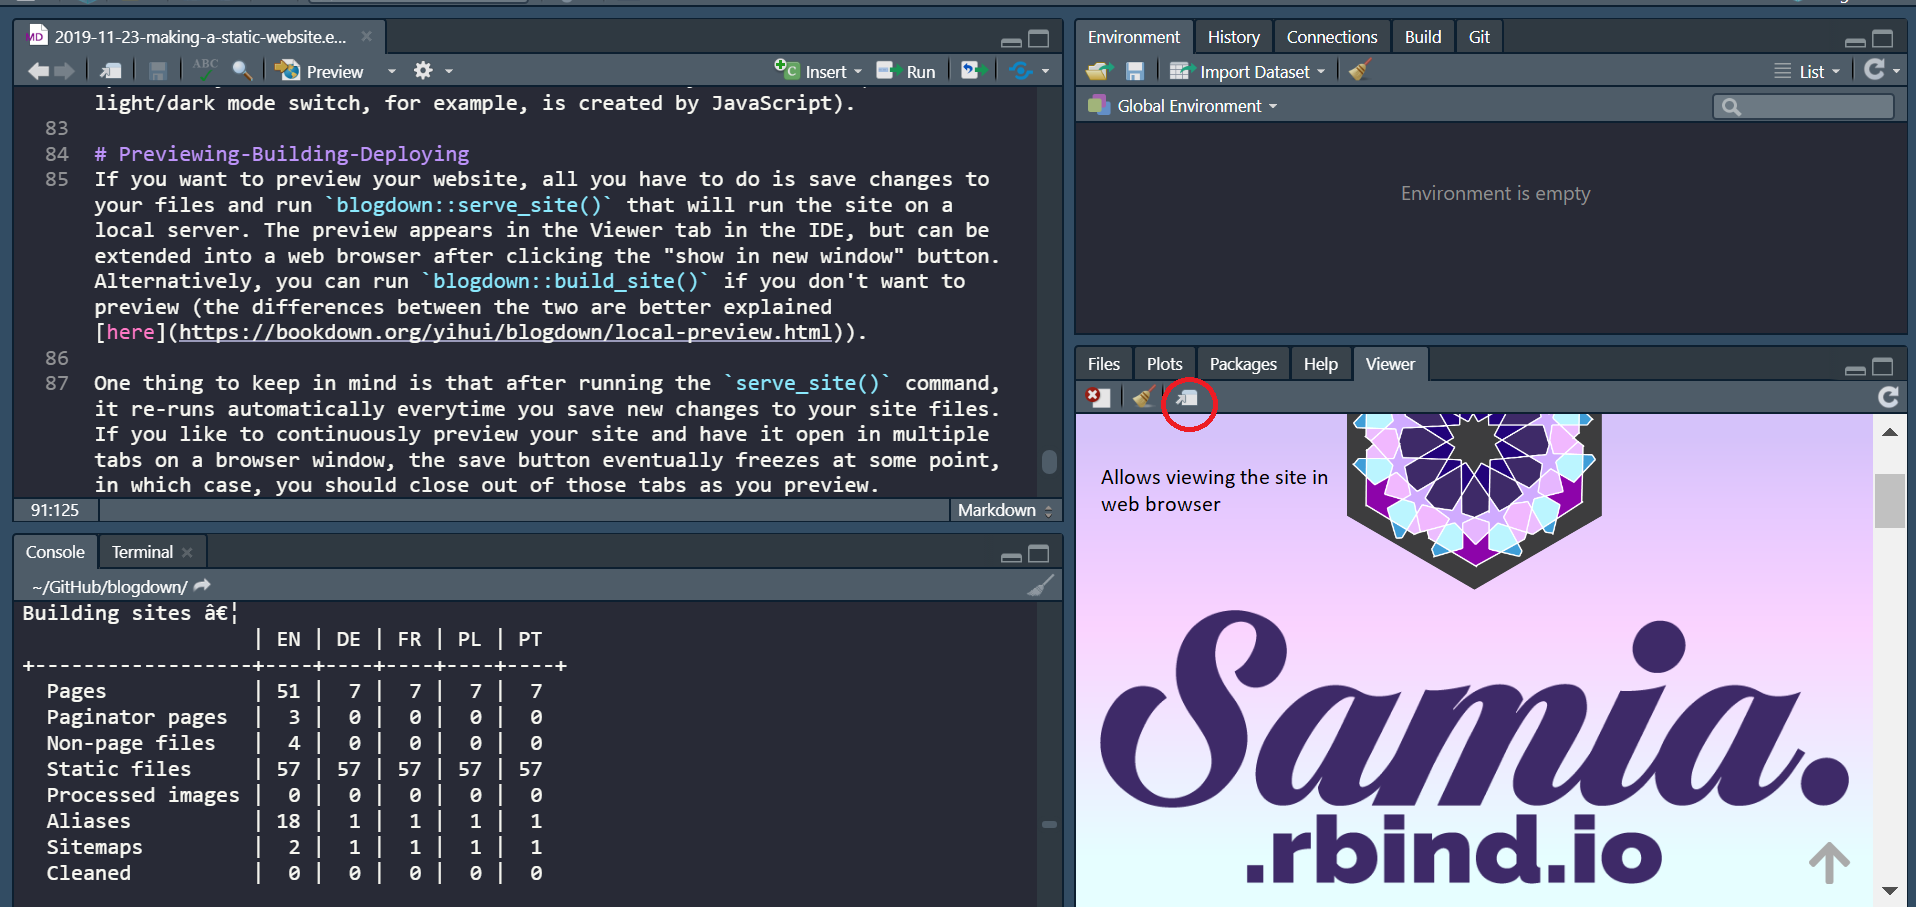 2019-11-23-making-a-static-website.e...
ABC
Preview
Insert
Run
light/dark mode switch, for example, is created by JavaScript).
83
84 # Previewing-Building-Deploying
85 If you want to preview your website, all you have to do is save changes to
your files and run `blogdown::serve_site()` that will run the site on a
local server. The preview appears in the Viewer tab in the IDE, but can be
extended into a web browser after clicking the "show in new window" button.
Alternatively, you can run `blogdown::build_site()` if you don't want to
preview (the differences between the two are better explained
[here](https://bookdown.org/yihui/blogdown/local-preview.html)).
86
87 One thing to keep in mind is that after running the `serve_site()` command,
it re-runs automatically everytime you save new changes to your site files.
If you like to continuously preview your site and have it open in multiple
tabs on a browser window, the save button eventually freezes at some point,
in which case, you should close out of those tabs as you preview.
91:125
Markdown
Console Terminal
~/GitHub/blogdown/
Building sites â€¦
| EN | DE | FR | PL | PT
+------------------+----+----+----+----+----+
Pages | 51 | 7 | 7 | 7 | 7
Paginator pages | 3 | 0 | 0 | 0 | 0
Non-page files | 4 | 0 | 0 | 0 | 0
Static files | 57 | 57 | 57 | 57 | 57
Processed images | 0 | 0 | 0 | 0 | 0
Aliases | 18 | 1 | 1 | 1 | 1
Sitemaps | 2 | 1 | 1 | 1 | 1
Cleaned | 0 | 0 | 0 | 0 | 0
Environment History Connections Build Git
Import Dataset
List
Global Environment
Environment is empty
Files Plots Packages Help Viewer
Allows viewing the site in
web browser
Samia.
.rbind.io